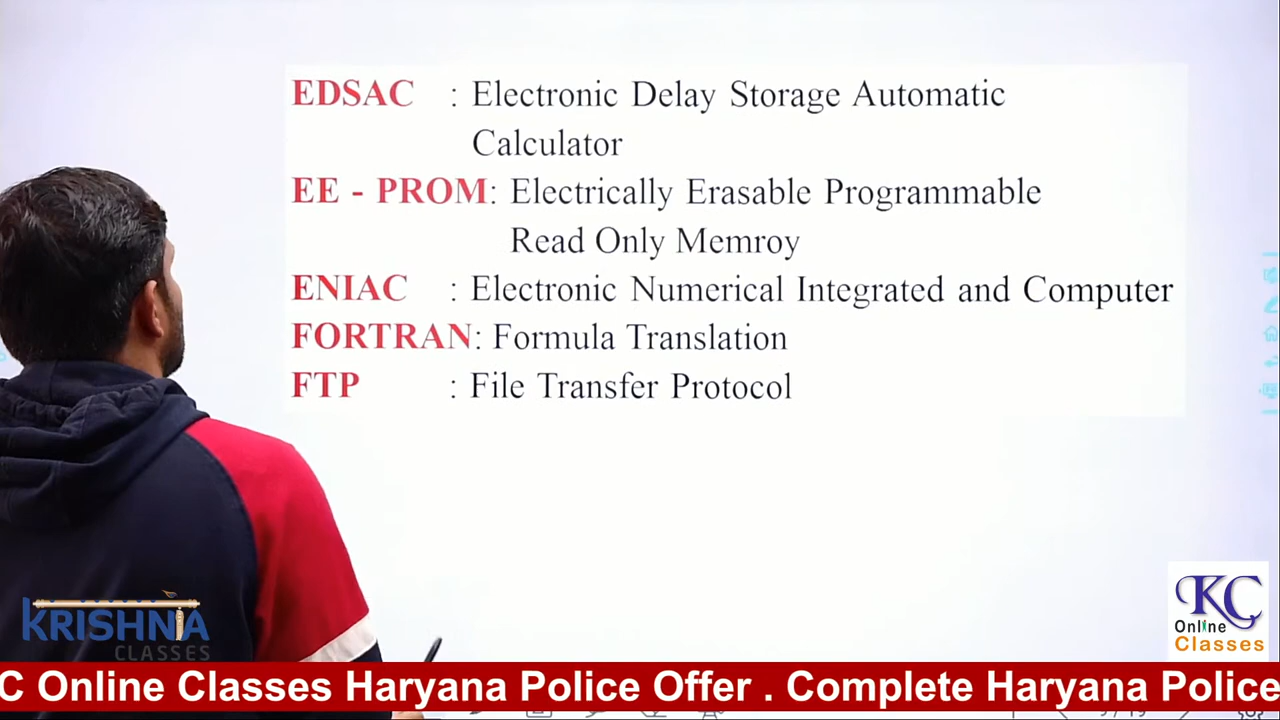 EDSAC : Electronic Delay Storage Automatic
Calculator
EE - PROM: Electrically Erasable Programmable
Read Only Memroy
ENIAC : Electronic Numerical Integrated and Computer
FORTRAN: Formula Translation
FTP : File Transfer Protocol
KRISHNA
CLASSES
KC
Online
Classes
C Online Classes Haryana Police Offer . Complete Haryana Police